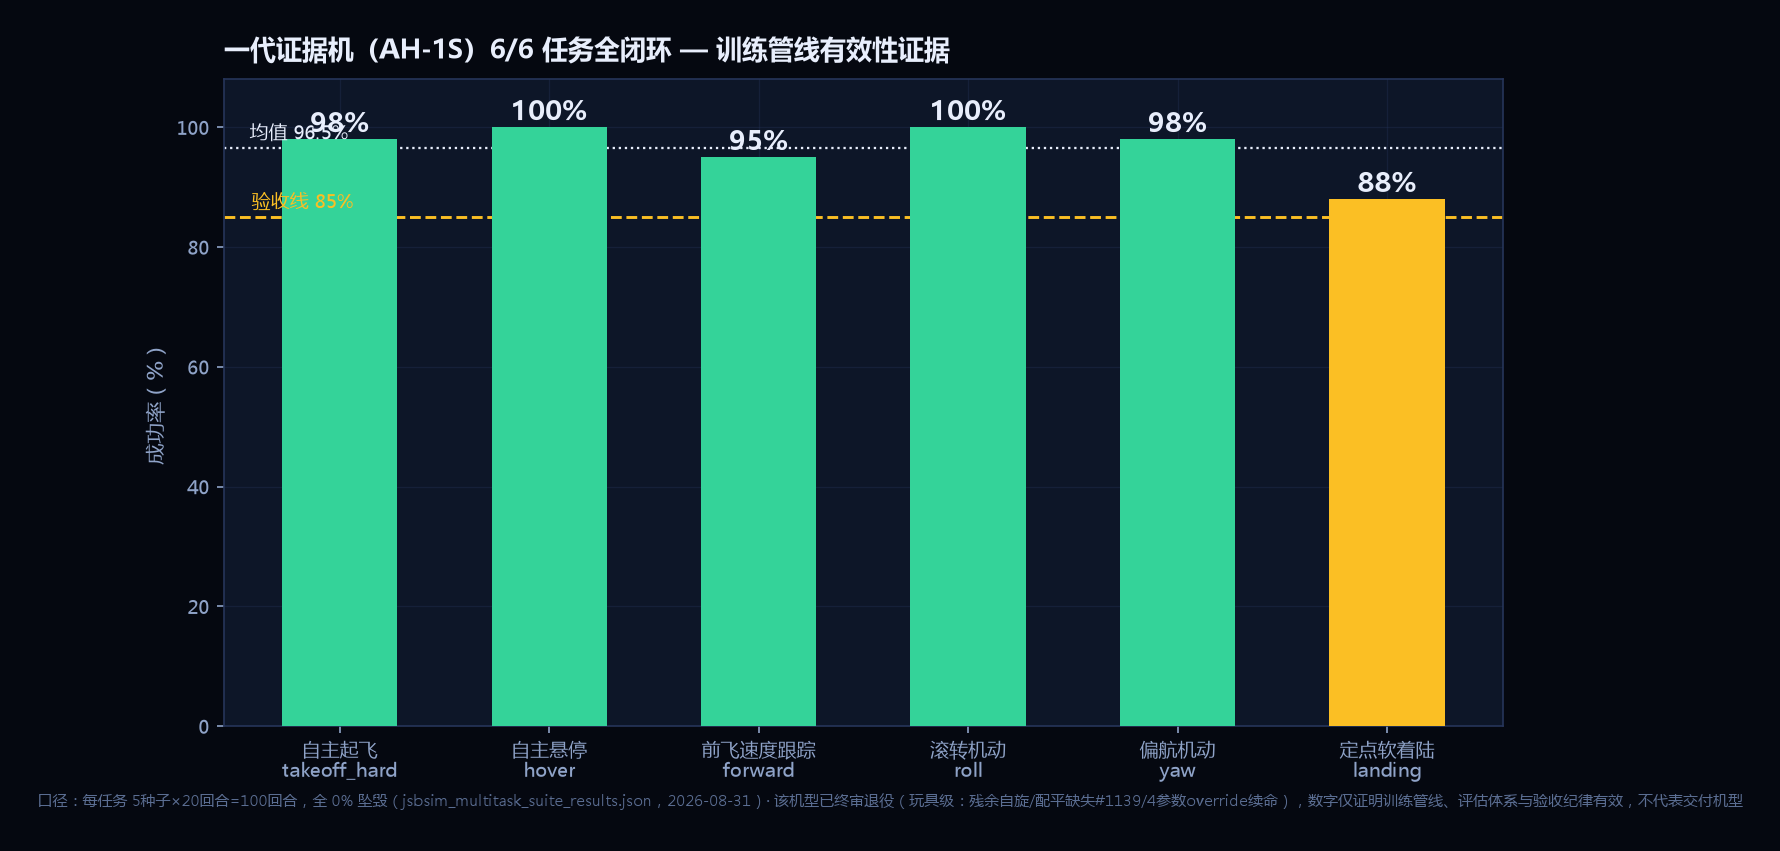 一代证据机（AH-1S）6/6 任务全闭环 — 训练管线有效性证据
98%
100%
95%
100%
98%
88%
均值 96.5%
验收线 85%
100
80
60
40
20
0
成功率 ( % )
自主起飞
takeoff_hard
自主悬停
hover
前飞速度跟踪
forward
滚转机动
roll
偏航机动
yaw
定点软着陆
landing
口径：每任务 5种子×20回合=100回合，全 0% 坠毁 ( jsbsim_multitask_suite_results.json，2026-08-31 ) · 该机型已终审退役 ( 玩具级：残余自旋/配平缺失#1139/4参数override续命 )，数字仅证明训练管线、评估体系与验收纪律有效，不代表交付机型